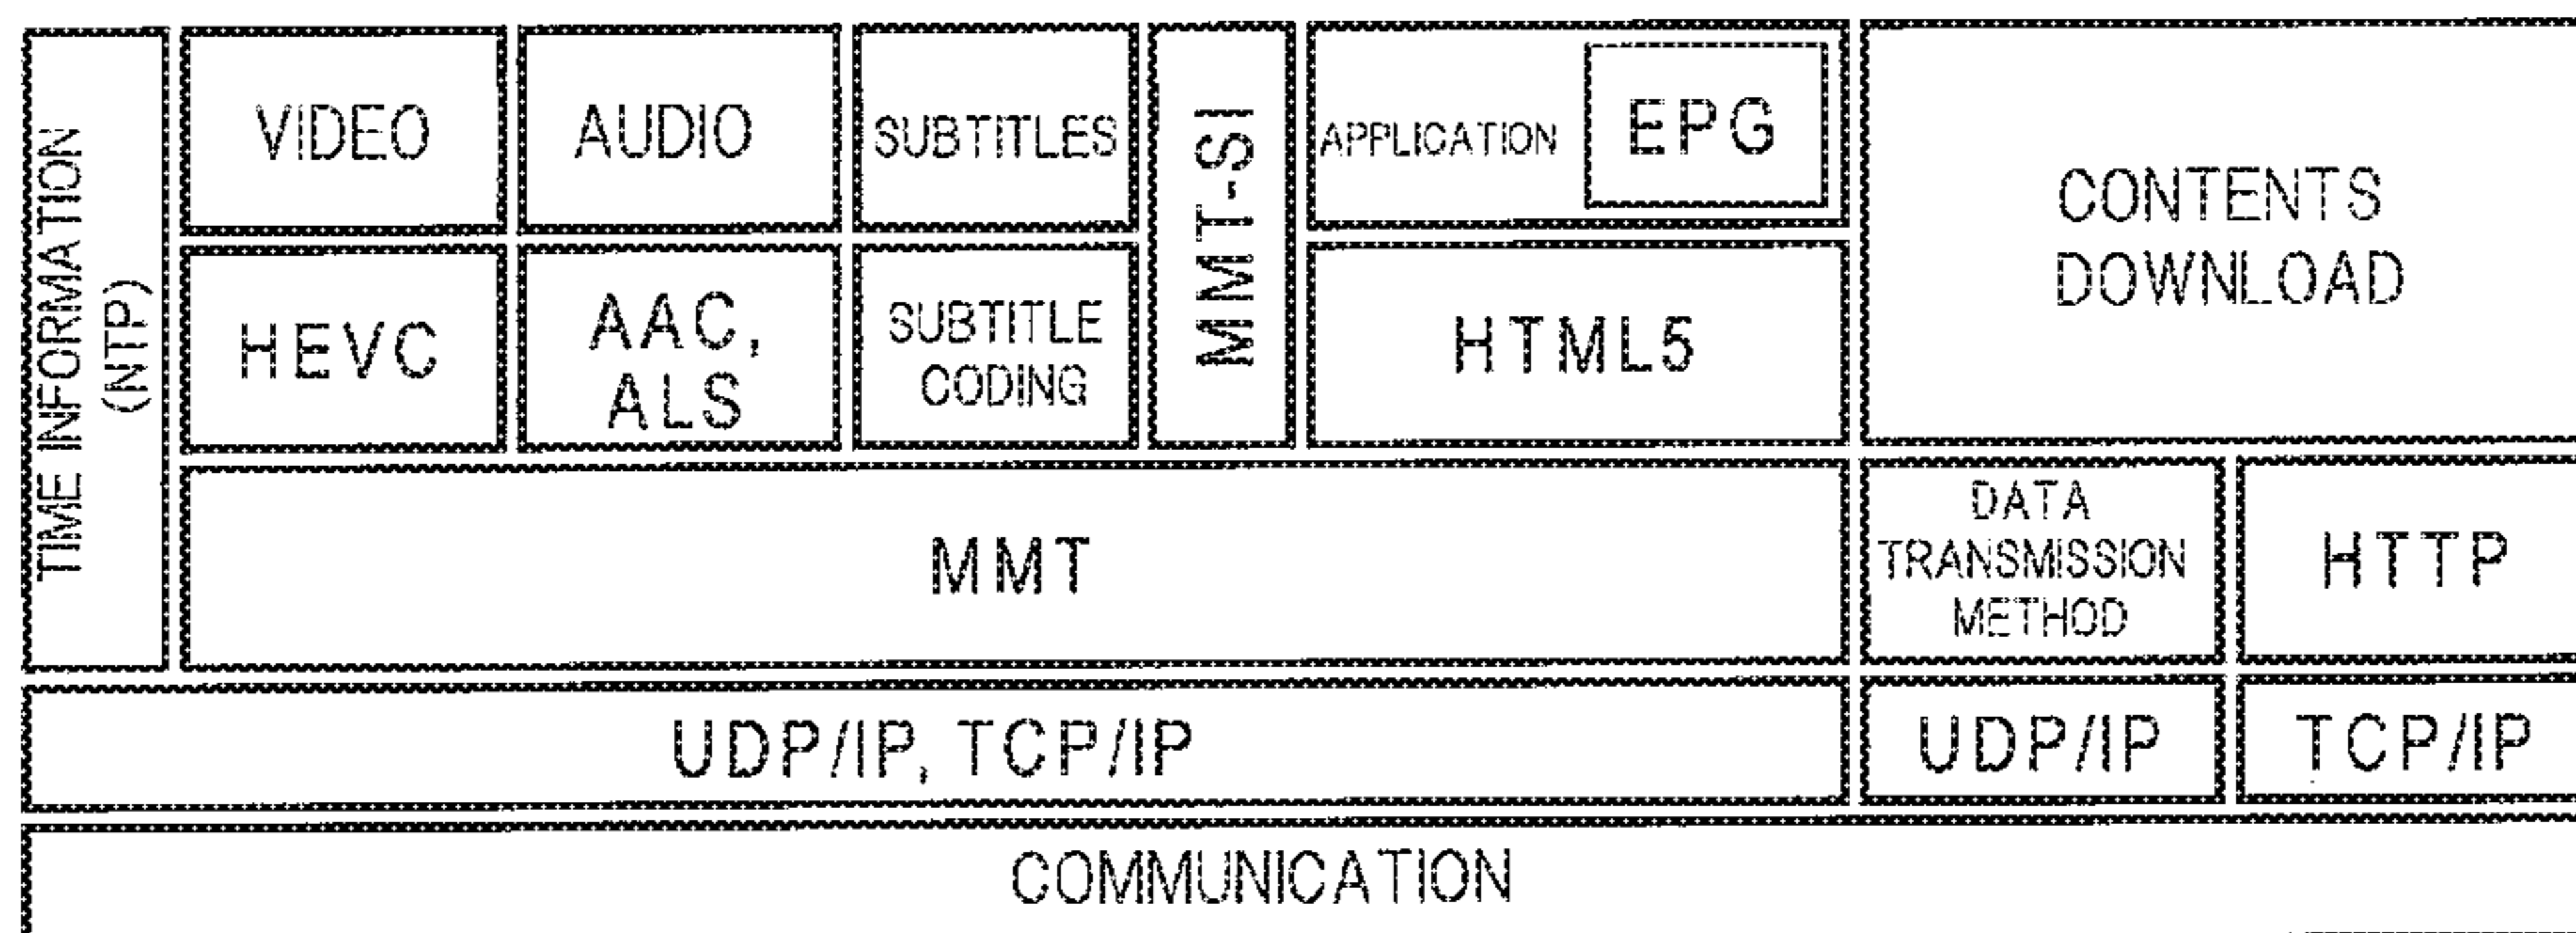 TIME INFORMATION
(NTP)
VIDEO
AUDIO
SUBTITLES
MMT-SI
APPLICATION
EPG
CONTENTS
DOWNLOAD
HEVC
AAC,
ALS
SUBTITLE
CODING
HTML5
MMT
DATA
TRANSMISSION
METHOD
HTTP
UDP/IP, TCP/IP
UDP/IP
TCP/IP
COMMUNICATION